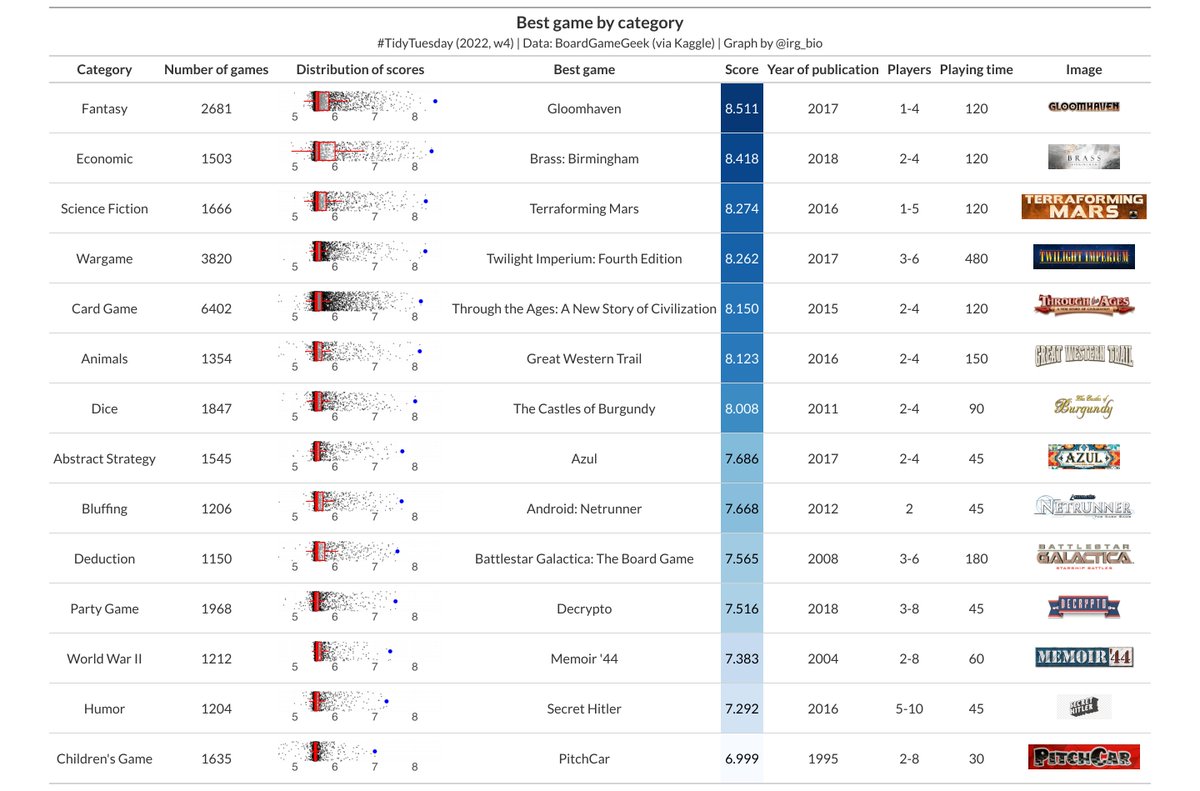 Best game by category
#TidyTuesday (2022, w4) | Data: BoardGameGeek (via Kaggle) | Graph by @irg_bio
Category Number of games Distribution of scores Best game Score Year of publication Players Playing time Image
Fantasy 2681 5 6 7 8 Gloomhaven 8.511 2017 1-4 120 GLOOMHAVEN
Economic 1503 5 6 7 8 Brass: Birmingham 8.418 2018 2-4 120 BRASS
Science Fiction 1666 5 6 7 8 Terraforming Mars 8.274 2016 1-5 120 TERRAFORMING MARS
Wargame 3820 5 6 7 8 Twilight Imperium: Fourth Edition 8.262 2017 3-6 480 TWILIGHT IMPERIUM
Card Game 6402 5 6 7 8 Through the Ages: A New Story of Civilization 8.150 2015 2-4 120 THROUGH THE AGES A NEW STORY OF CIVILIZATION
Animals 1354 5 6 7 8 Great Western Trail 8.123 2016 2-4 150 GREAT WESTERN TRAIL
Dice 1847 5 6 7 8 The Castles of Burgundy 8.008 2011 2-4 90 The Castles of Burgundy
Abstract Strategy 1545 5 6 7 8 Azul 7.686 2017 2-4 45 AZUL
Bluffing 1206 5 6 7 8 Android: Netrunner 7.668 2012 2 45 Android NETRUNNER THE CARD GAME
Deduction 1150 5 6 7 8 Battlestar Galactica: The Board Game 7.565 2008 3-6 180 BATTLESTAR GALACTICA STARSHIP BATTLES
Party Game 1968 5 6 7 8 Decrypto 7.516 2018 3-8 45 DECRYPTO
World War II 1212 5 6 7 8 Memoir '44 7.383 2004 2-8 60 MEMOIR '44
Humor 1204 5 6 7 8 Secret Hitler 7.292 2016 5-10 45 SECRET HITLER
Children's Game 1635 5 6 7 8 PitchCar 6.999 1995 2-8 30 PITCHCAR